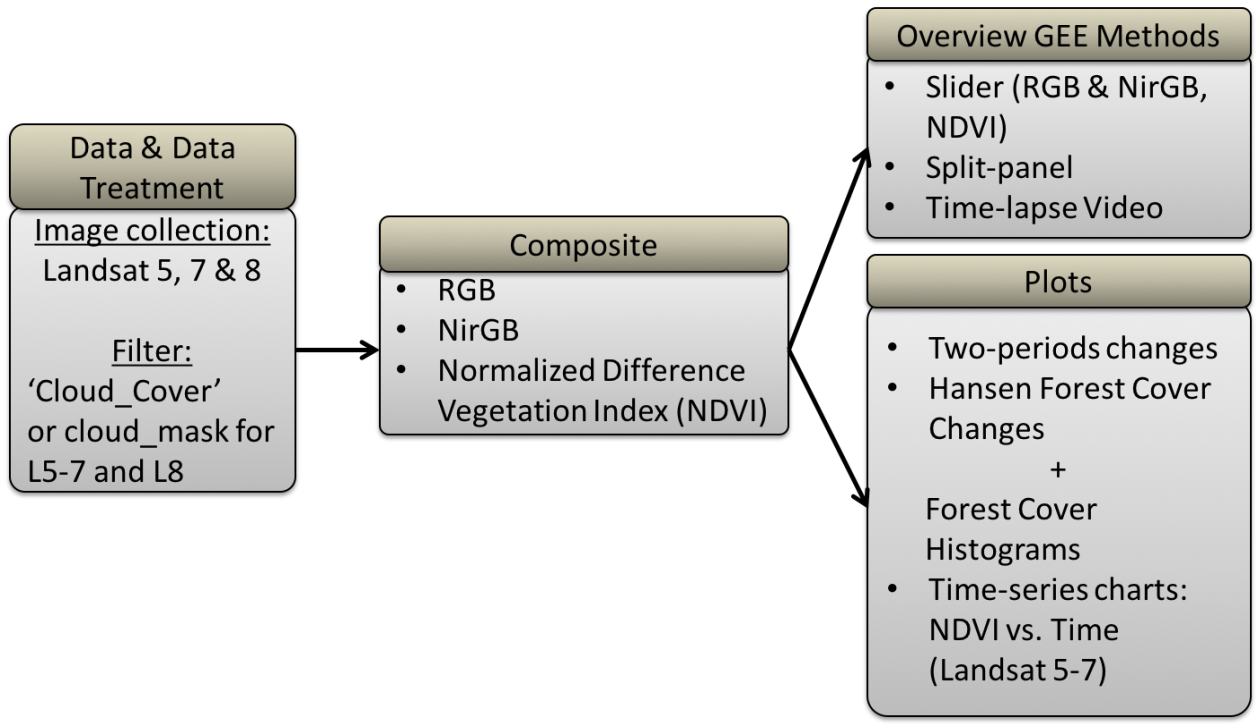 Data & Data
Treatment
Image collection:
Landsat 5, 7 & 8
Filter:
‘Cloud_Cover’
or cloud_mask for
L5-7 and L8
Composite
• RGB
• NirGB
• Normalized Difference
Vegetation Index (NDVI)
Overview GEE Methods
• Slider (RGB & NirGB,
NDVI)
• Split-panel
• Time-lapse Video
Plots
• Two-periods changes
• Hansen Forest Cover
Changes
+
Forest Cover
Histograms
• Time-series charts:
NDVI vs. Time
(Landsat 5-7)